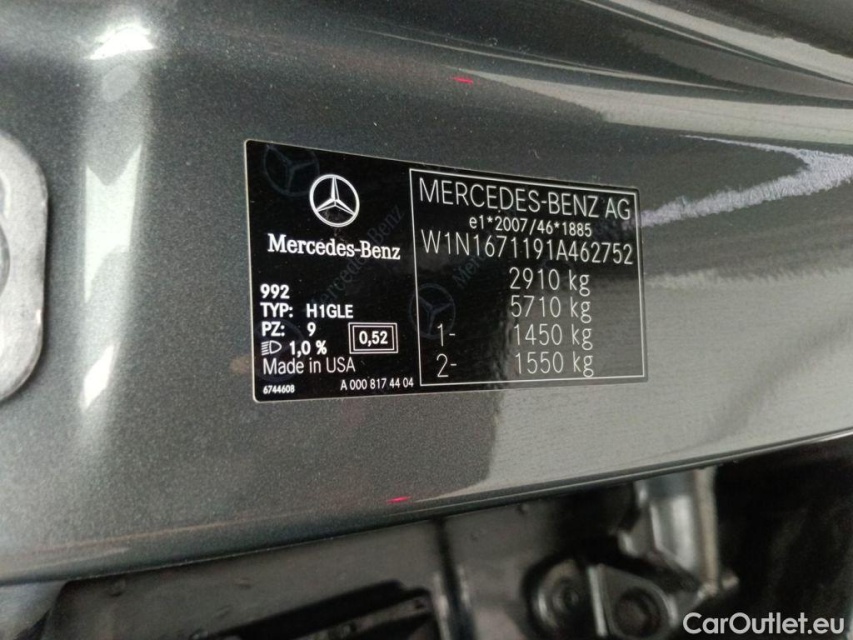 Mercedes-Benz
992
TYP: H1GLE
PZ: 9
1,0 % 0,52
Made in USA
6744608 A 000 817 44 04
MERCEDES-BENZ AG
e1*2007/46*1885
W1N1671191A462752
2910 kg
5710 kg
1- 1450 kg
2- 1550 kg
CarOutlet.eu